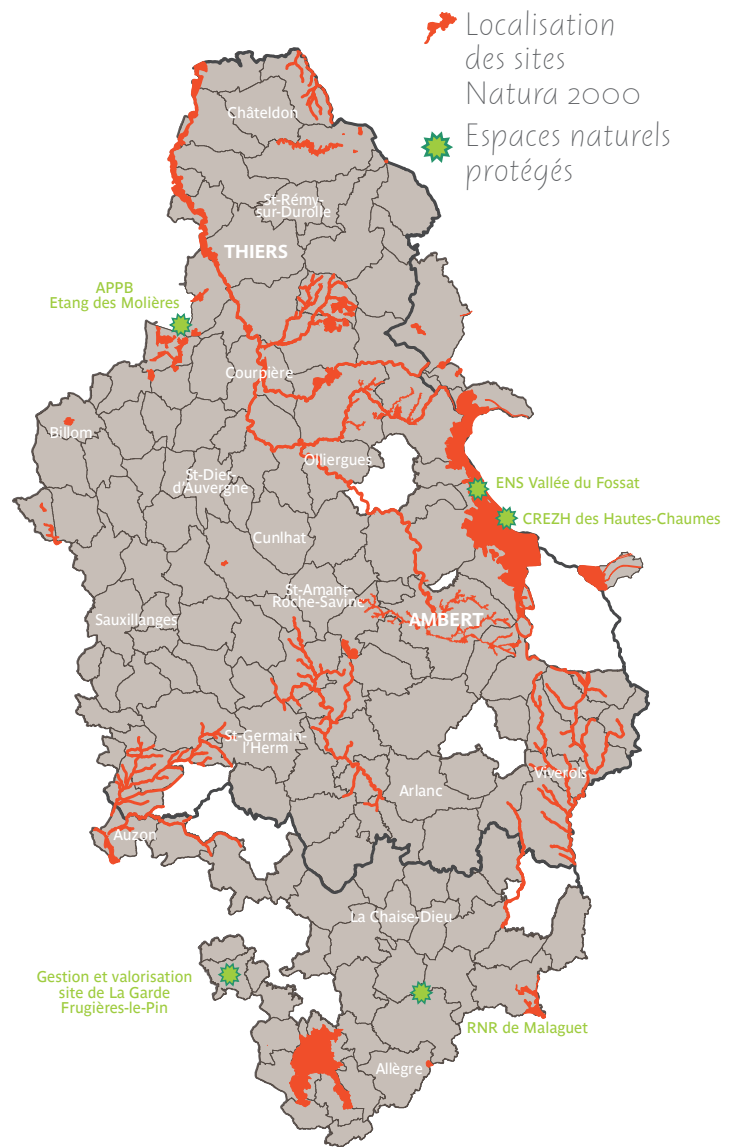 Localisation
des sites
Natura 2000
Espaces naturels
protégés
Châteldon
St-Rémy-
sur-Durolle
THIERS
APPB
Etang des Molières
Courpière
Billom
Olliergues
St-Dier-
d'Auvergne
ENS Vallée du Fossat
CREZH des Hautes-Chaumes
Cunlhat
St-Amant-
Roche-Savine
Sauxillanges
AMBERT
St-Germain-
l'Herm
Viverols
Arlanc
Auzon
La Chaise-Dieu
Gestion et valorisation
site de La Garde
Frugières-le-Pin
RNR de Malaguet
Allègre